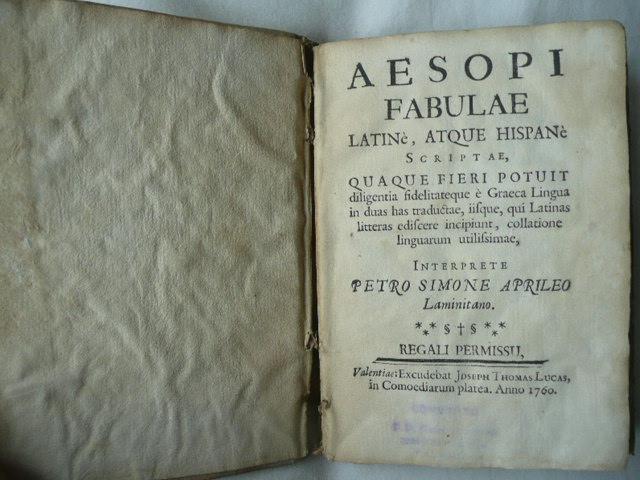 AESOPI
FABULAE
LATINè, ATQUE HISPANè
SCRIPTAE,
QUAQUE FIERI POTUIT
diligentia fidelitateque è Graeca Lingua
in duas has traductae, iisque, qui Latinas
litteras ediscere incipiunt, collatione
linguarum utilissimae,
INTERPRETE
PETRO SIMONE APRILEO
Laminitano.
⁂ § † § ⁂
REGALI PERMISSU,
Valentiae: Excudebat JOSEPH THOMAS LUCAS,
in Comoediarum platea. Anno 1760.